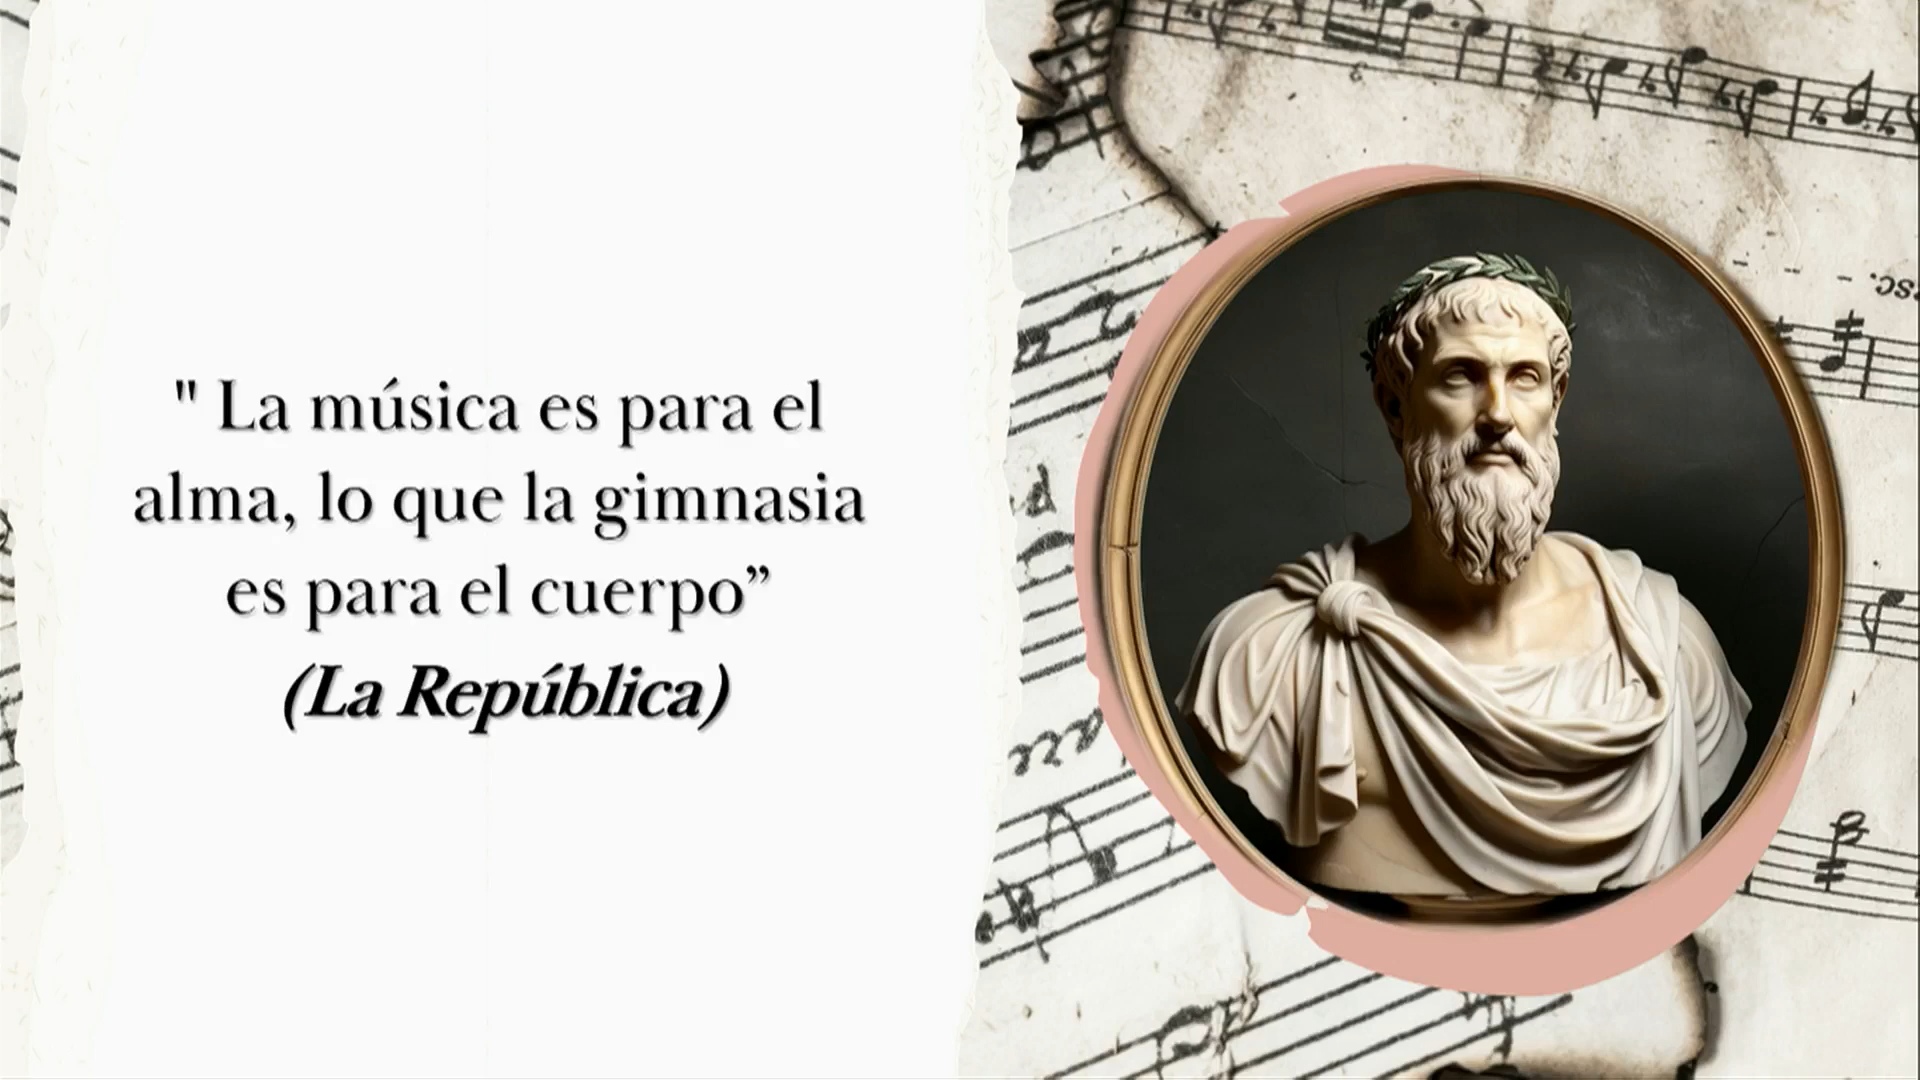 " La música es para el
alma, lo que la gimnasia
es para el cuerpo”
(La República)